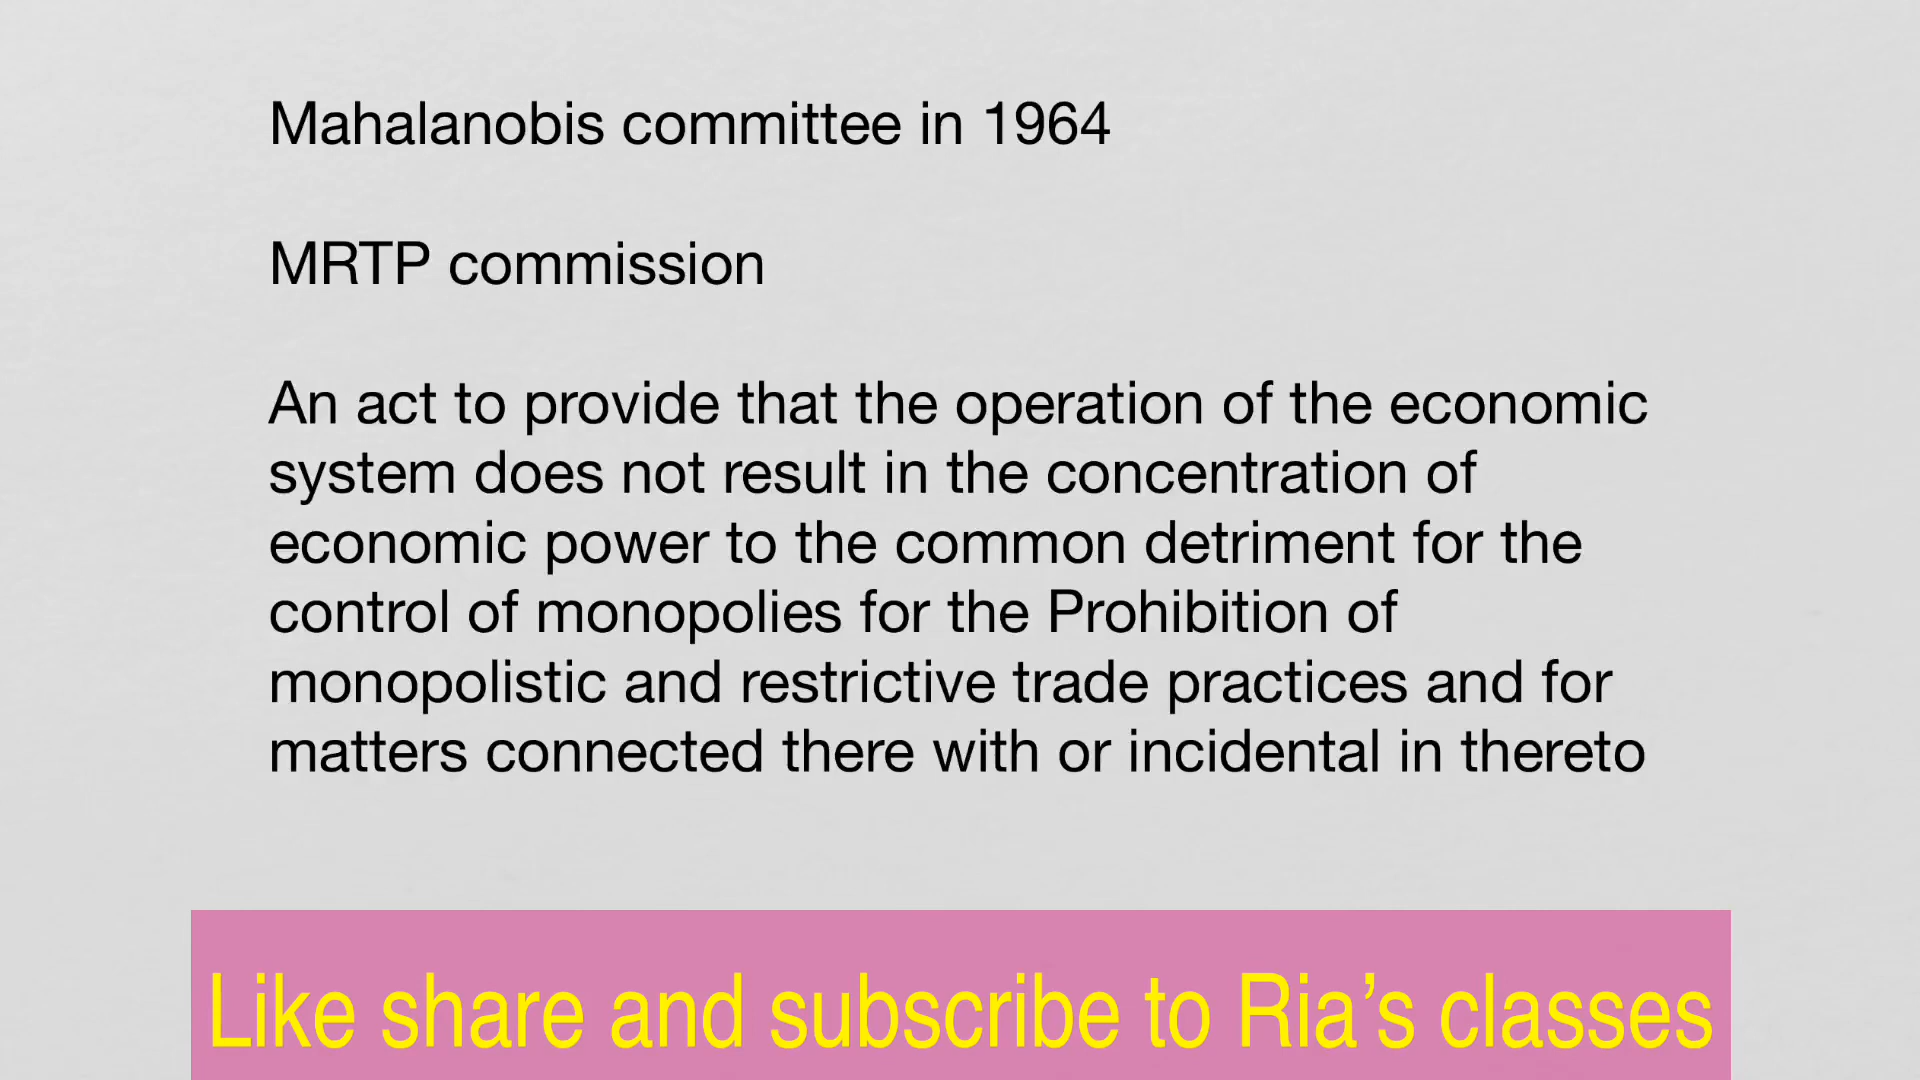 Mahalanobis committee in 1964
MRTP commission
An act to provide that the operation of the economic
system does not result in the concentration of
economic power to the common detriment for the
control of monopolies for the Prohibition of
monopolistic and restrictive trade practices and for
matters connected there with or incidental in thereto
Like share and subscribe to Ria’s classes